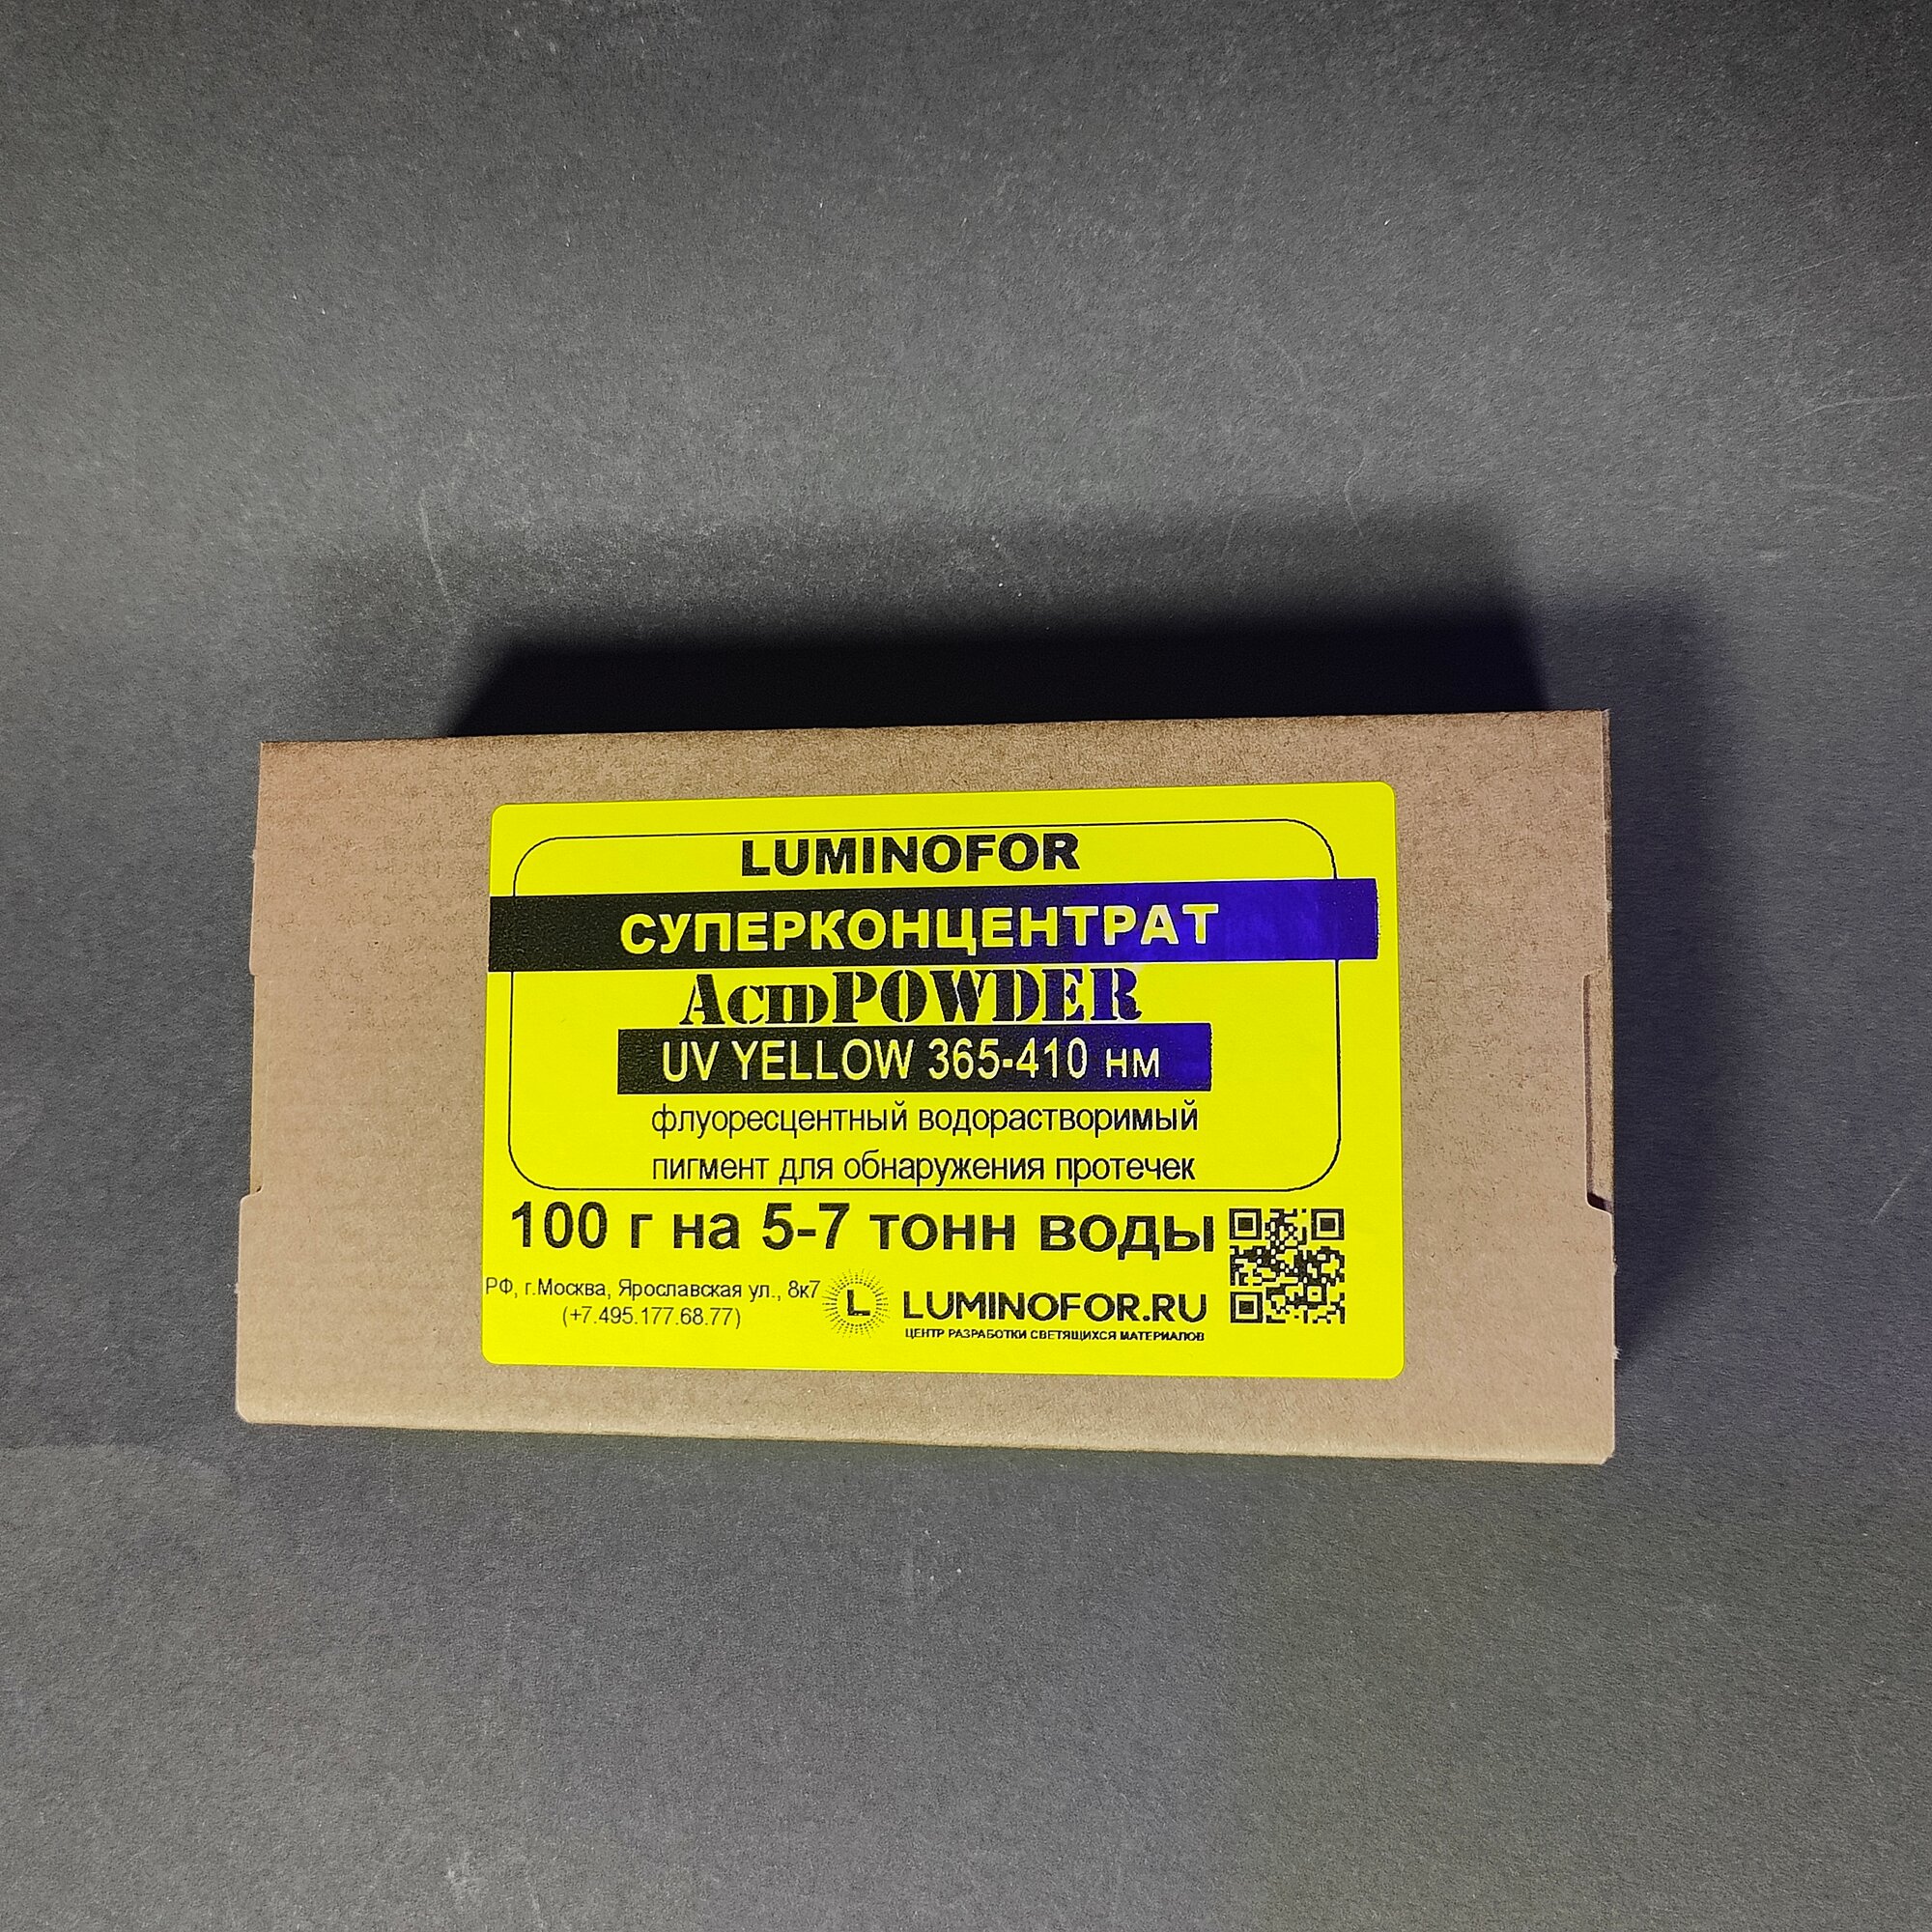 LUMINOFOR
СУПЕРКОНЦЕНТРАТ
ACIDPOWDER
UV YELLOW 365-410 нм
флуоресцентный водорастворимый
пигмент для обнаружения протечек
100 г на 5-7 тонн воды
РФ, г.Москва, Ярославская ул., 8к7
(+7.495.177.68.77)
L
LUMINOFOR.RU
ЦЕНТР РАЗРАБОТКИ СВЕТЯЩИХСЯ МАТЕРИАЛОВ